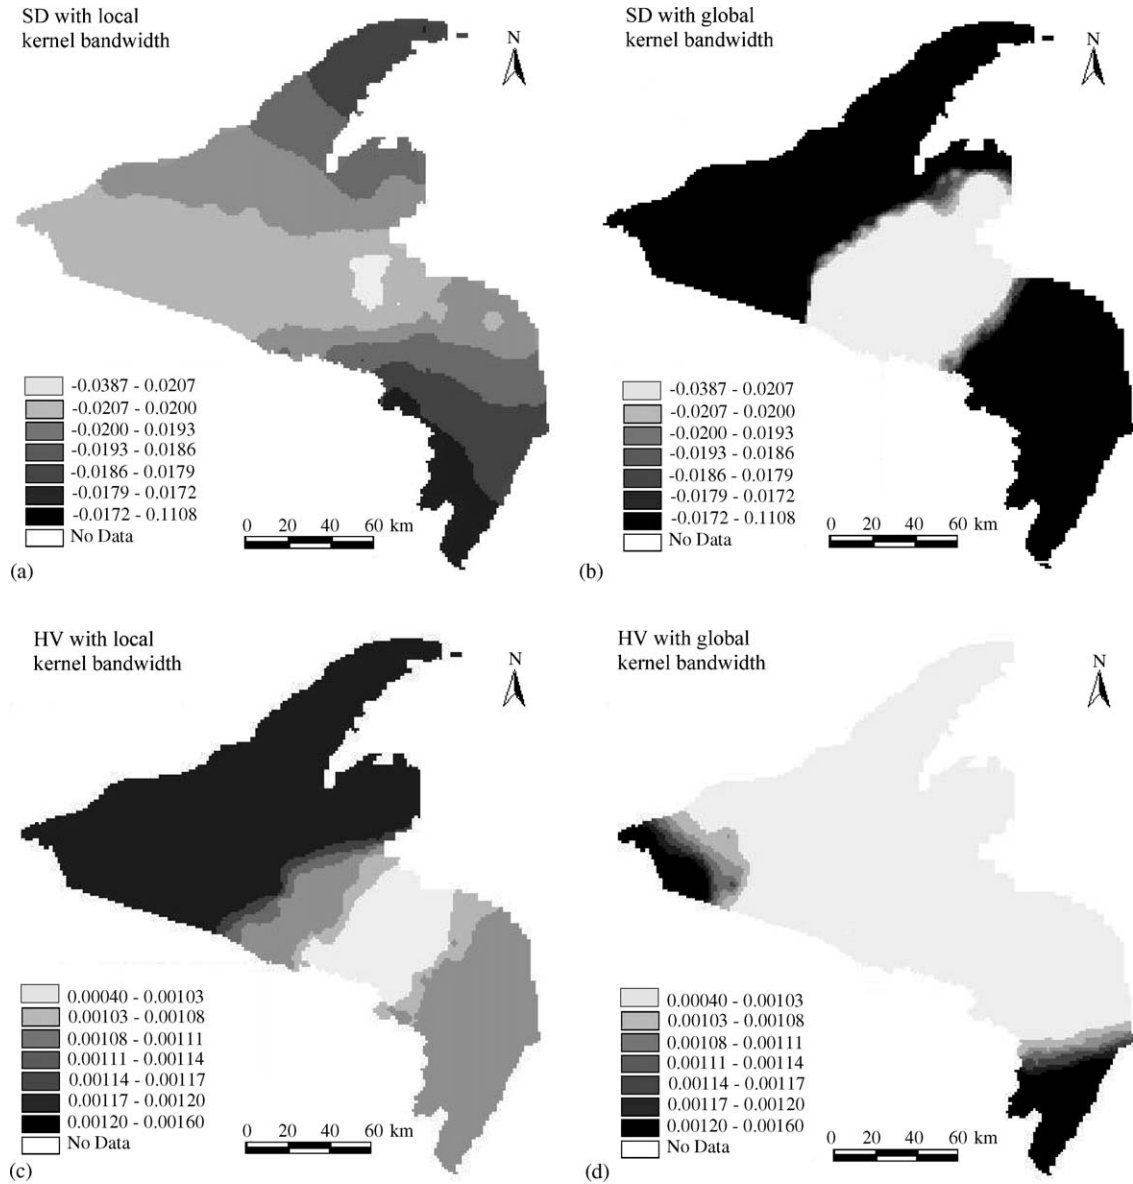 SD with local
kernel bandwidth
N
-0.0387 - 0.0207
-0.0207 - 0.0200
-0.0200 - 0.0193
-0.0193 - 0.0186
-0.0186 - 0.0179
-0.0179 - 0.0172
-0.0172 - 0.1108
No Data
0 20 40 60 km
(a)
SD with global
kernel bandwidth
N
-0.0387 - 0.0207
-0.0207 - 0.0200
-0.0200 - 0.0193
-0.0193 - 0.0186
-0.0186 - 0.0179
-0.0179 - 0.0172
-0.0172 - 0.1108
No Data
0 20 40 60 km
(b)
HV with local
kernel bandwidth
N
0.00040 - 0.00103
0.00103 - 0.00108
0.00108 - 0.00111
0.00111 - 0.00114
0.00114 - 0.00117
0.00117 - 0.00120
0.00120 - 0.00160
No Data
0 20 40 60 km
(c)
HV with global
kernel bandwidth
N
0.00040 - 0.00103
0.00103 - 0.00108
0.00108 - 0.00111
0.00111 - 0.00114
0.00114 - 0.00117
0.00117 - 0.00120
0.00120 - 0.00160
No Data
0 20 40 60 km
(d)